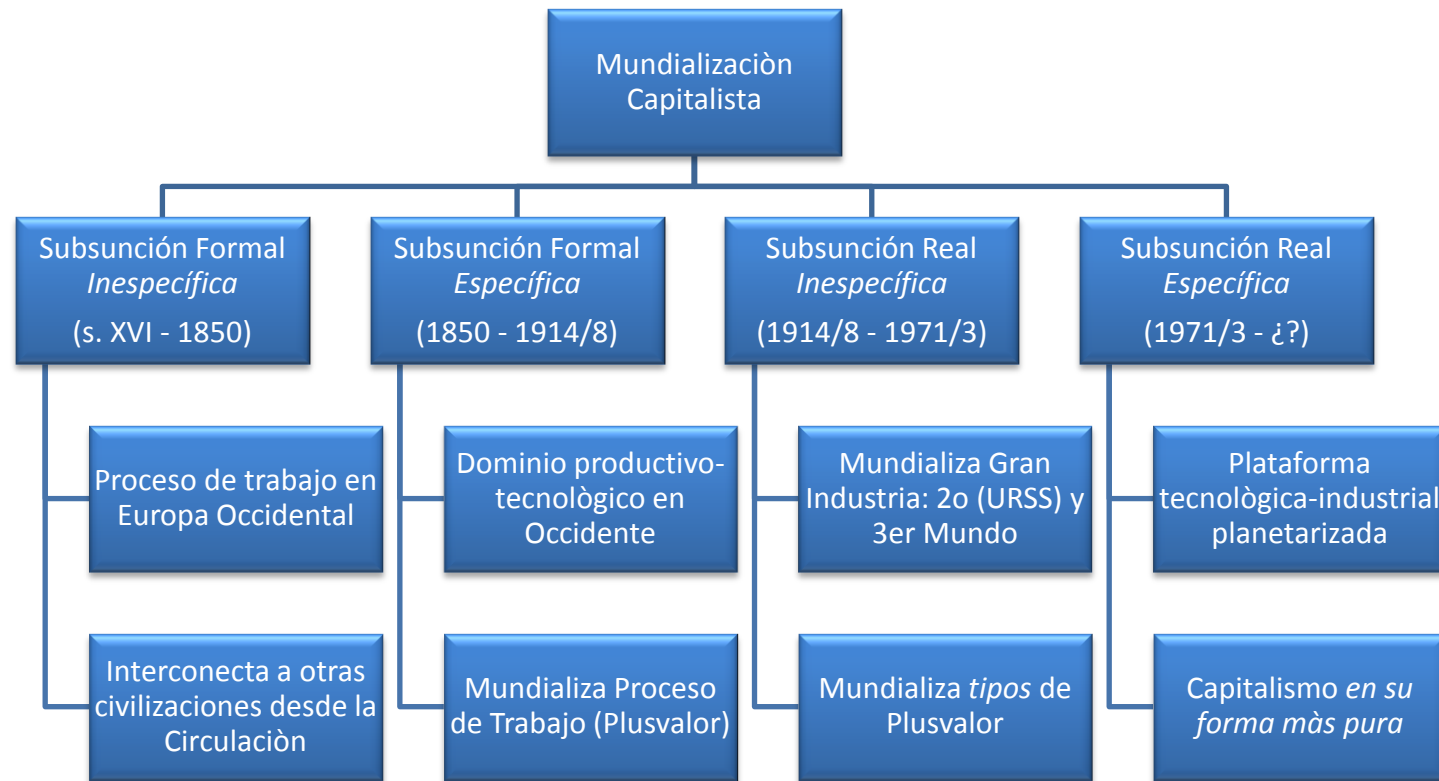 Mundializaciòn
Capitalista
Subsunción Formal
Inespecífica
(s. XVI - 1850)
Subsunción Formal
Específica
(1850 - 1914/8)
Subsunción Real
Inespecífica
(1914/8 - 1971/3)
Subsunción Real
Específica
(1971/3 - ¿?)
Proceso de trabajo en
Europa Occidental
Dominio productivo-
tecnològico en
Occidente
Mundializa Gran
Industria: 2o (URSS) y
3er Mundo
Plataforma
tecnològica-industrial
planetarizada
Interconecta a otras
civilizaciones desde la
Circulaciòn
Mundializa Proceso
de Trabajo (Plusvalor)
Mundializa tipos de
Plusvalor
Capitalismo en su
forma màs pura